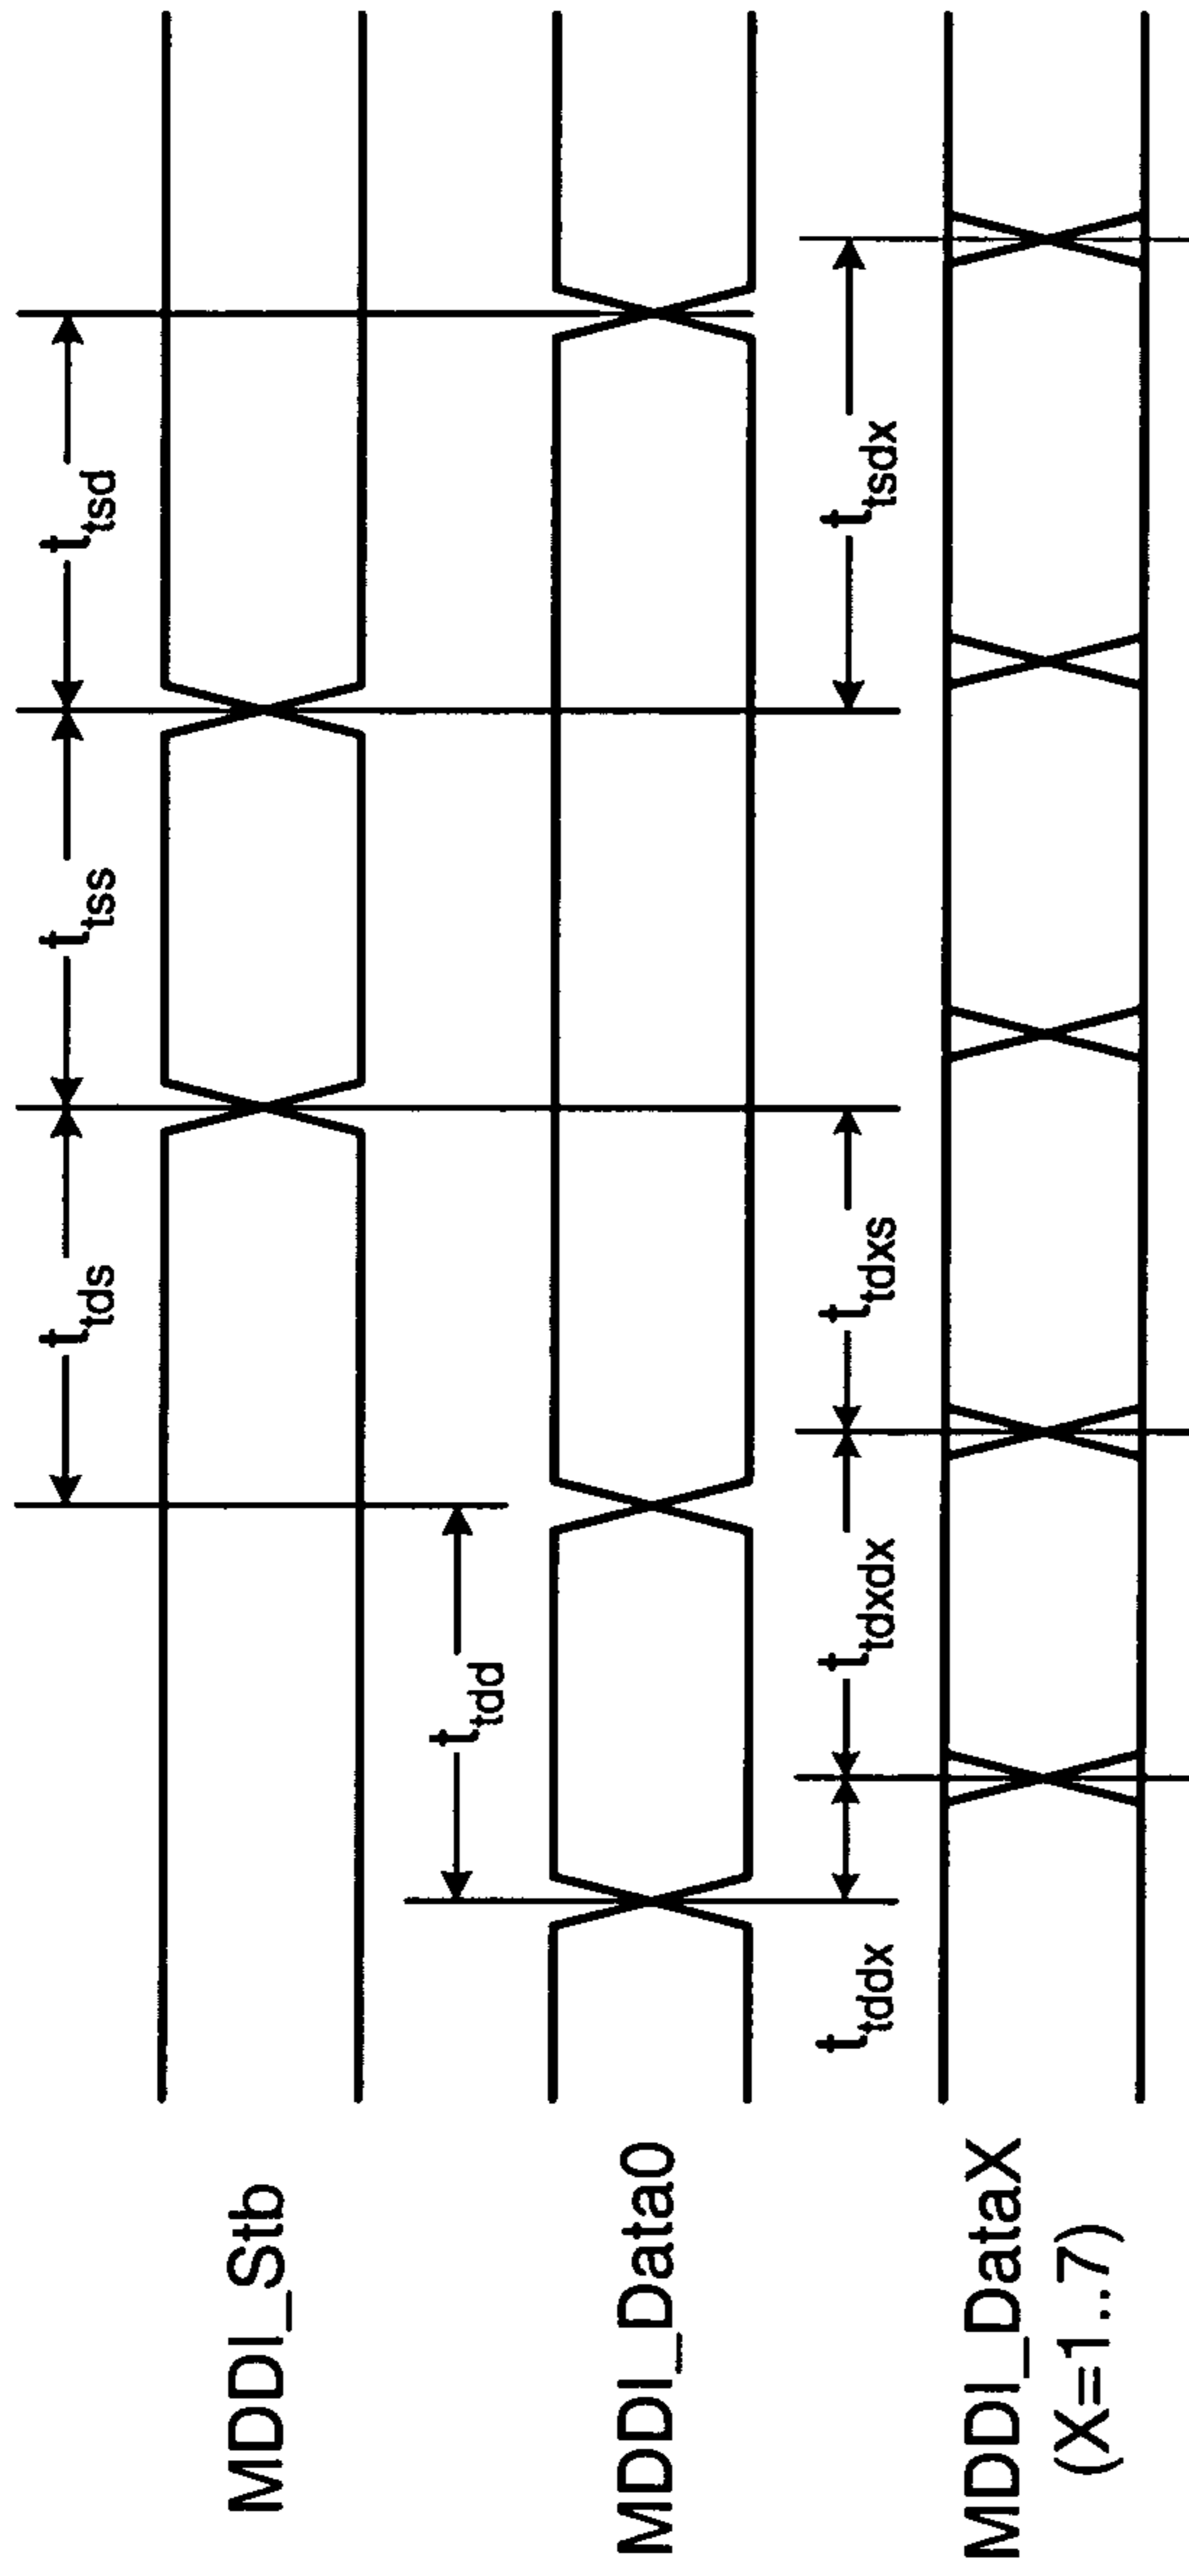 t_tds
t_tss
t_tsd
MDDI_Stb
t_tdd
MDDI_Data0
t_tddx
t_tdxdx
t_tdxs
t_tsdx
MDDI_DataX
(X=1..7)